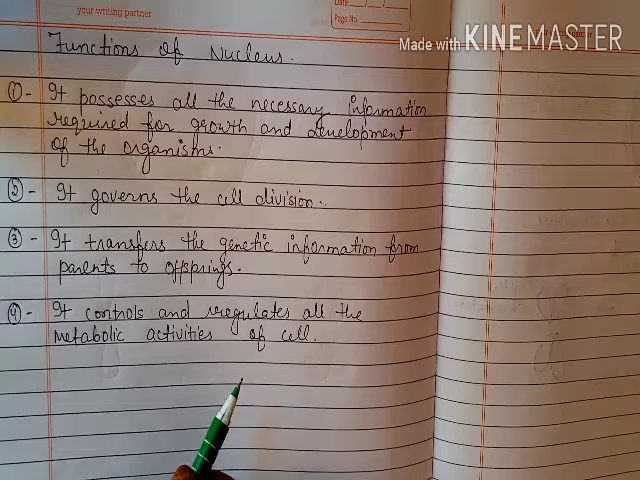 your writing partner
Date
Page No.
Made with KINEMASTER
Functions of Nucleus.
1- It possesses all the necessary information
required for growth and development
of the organisms.
2- It governs the cell division.
3- It transfers the genetic information from
parents to offsprings.
4- It controls and regulates all the
metabolic activities of cell.